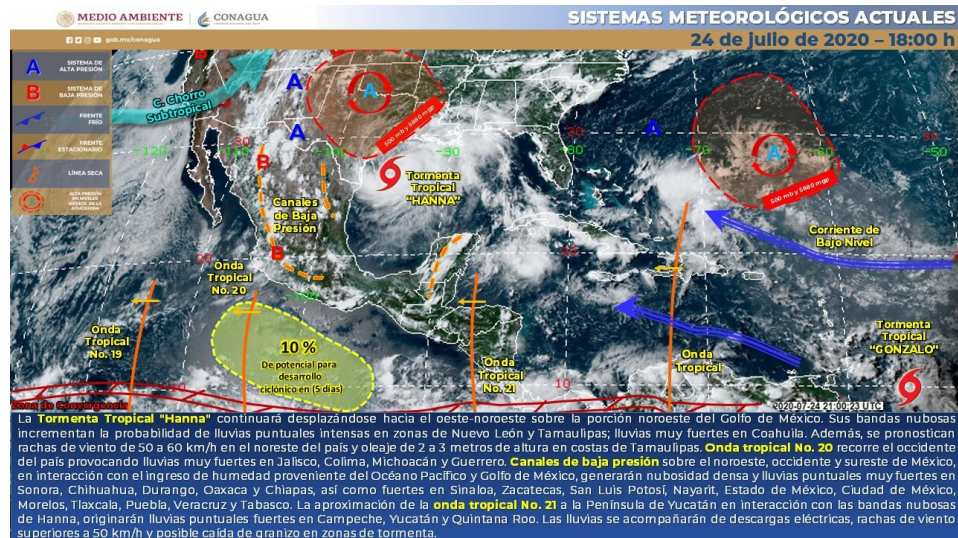 MEDIO AMBIENTE
CONAGUA
SISTEMAS METEOROLÓGICOS ACTUALES
gob.mx/conagua
24 de julio de 2020 – 18:00 h
A SISTEMA DE ALTA PRESIÓN
B SISTEMA DE BAJA PRESIÓN
FRENTE FRÍO
FRENTE ESTACIONARIO
LÍNEA SECA
ALTA PRESIÓN EN NIVELES MEDIOS DE LA ATMÓSFERA
B
C. Chorro
Subtropical
A
A
500 mb y 5880 mgp
A
A
A
500 mb y 5880 mgp
-120
-90
-80
-70
-50
30
B
Canales
de Baja
Presión
B
Tormenta
Tropical
"HANNA"
Corriente de
Bajo Nivel
Onda
Tropical
No. 20
Onda
Tropical
No. 19
10 %
De potencial para
desarrollo
ciclónico en (5 días)
Onda
Tropical
No. 21
Onda
Tropical
Tormenta
Tropical
"GONZALO"
10
Zona de Convergencia
2020-07-24 21:00:23 UTC
La Tormenta Tropical "Hanna" continuará desplazándose hacia el oeste-noroeste sobre la porción noroeste del Golfo de México. Sus bandas nubosas
incrementan la probabilidad de lluvias puntuales intensas en zonas de Nuevo León y Tamaulipas; lluvias muy fuertes en Coahuila. Además, se pronostican
rachas de viento de 50 a 60 km/h en el noreste del país y oleaje de 2 a 3 metros de altura en costas de Tamaulipas. Onda tropical No. 20 recorre el occidente
del país provocando lluvias muy fuertes en Jalisco, Colima, Michoacán y Guerrero. Canales de baja presión sobre el noroeste, occidente y sureste de México,
en interacción con el ingreso de humedad proveniente del Océano Pacífico y Golfo de México, generarán nubosidad densa y lluvias puntuales muy fuertes en
Sonora, Chihuahua, Durango, Oaxaca y Chiapas, así como fuertes en Sinaloa, Zacatecas, San Luis Potosí, Nayarit, Estado de México, Ciudad de México,
Morelos, Tlaxcala, Puebla, Veracruz y Tabasco. La aproximación de la onda tropical No. 21 a la Península de Yucatán en interacción con las bandas nubosas
de Hanna, originarán lluvias puntuales fuertes en Campeche, Yucatán y Quintana Roo. Las lluvias se acompañarán de descargas eléctricas, rachas de viento
superiores a 50 km/h y posible caída de granizo en zonas de tormenta.